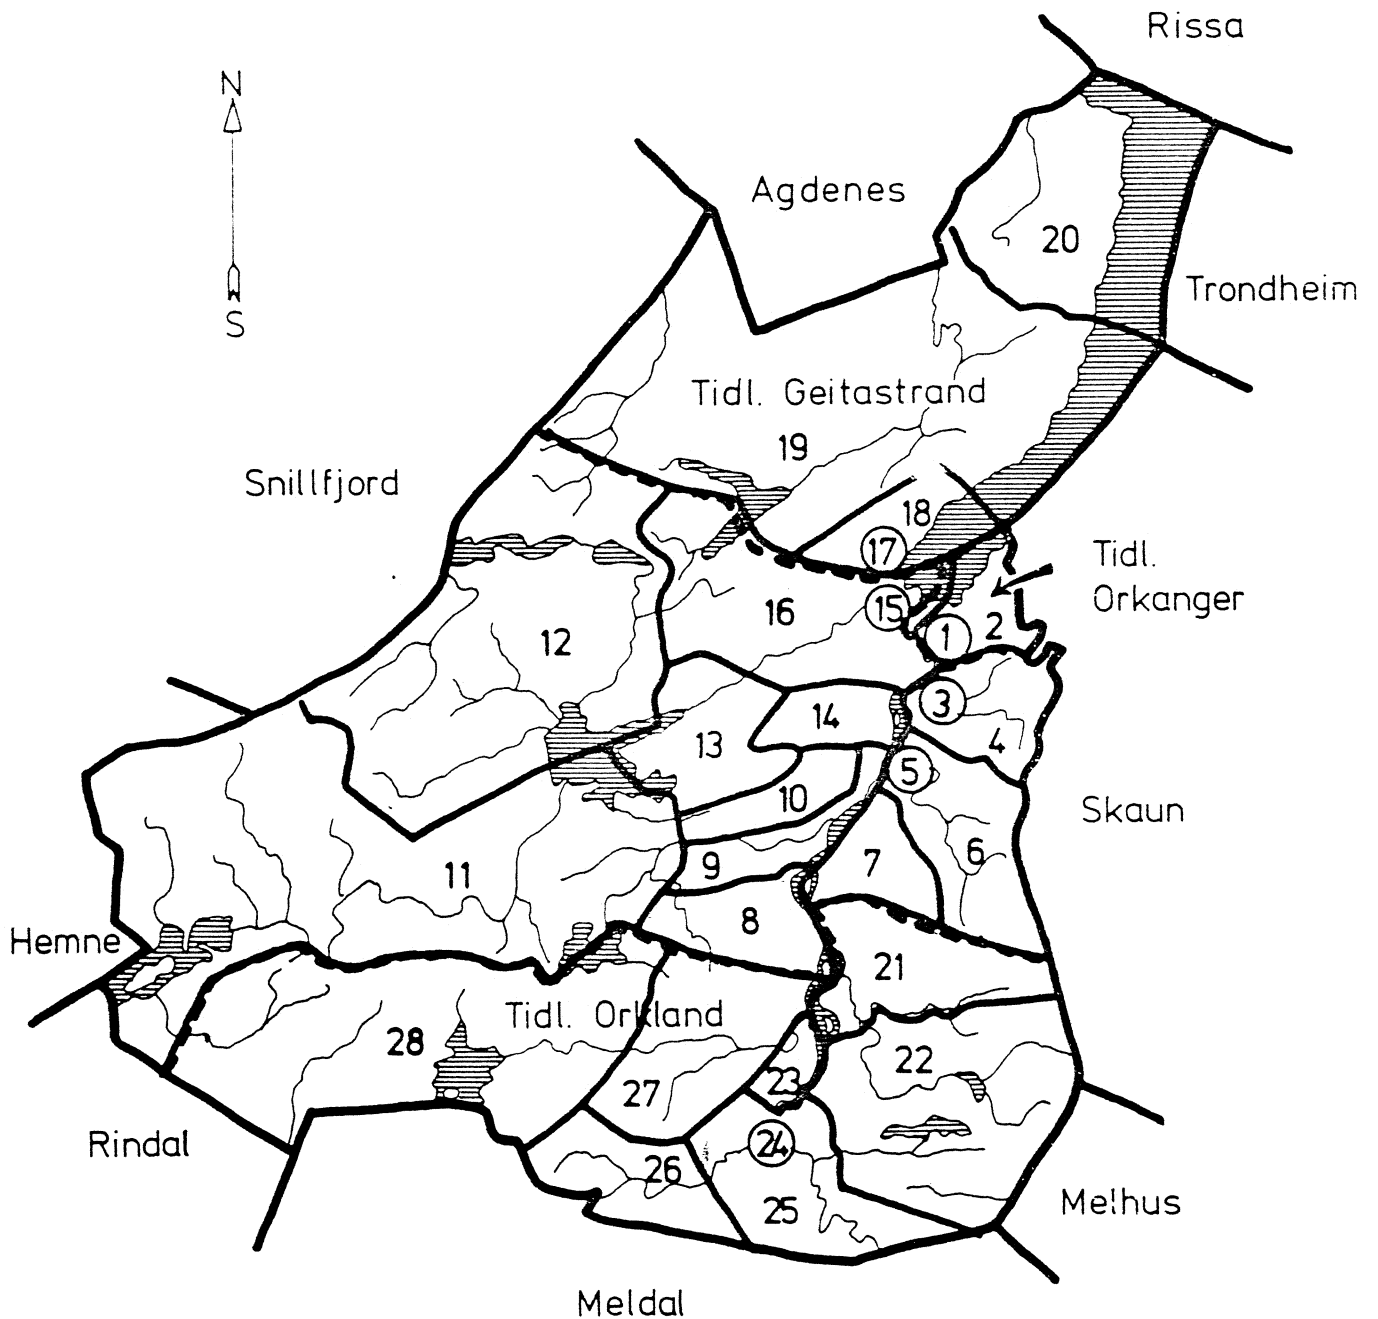 Rissa
N
Agdenes
20
S
Trondheim
Tidl. Geitastrand
19
Snillfjord
18
17
Tidl.
Orkanger
15
16
1
2
12
3
14
13
4
5
10
Skaun
6
7
9
11
8
Hemne
21
Tidl. Orkland
28
22
23
27
Rindal
24
26
25
Melhus
Meldal